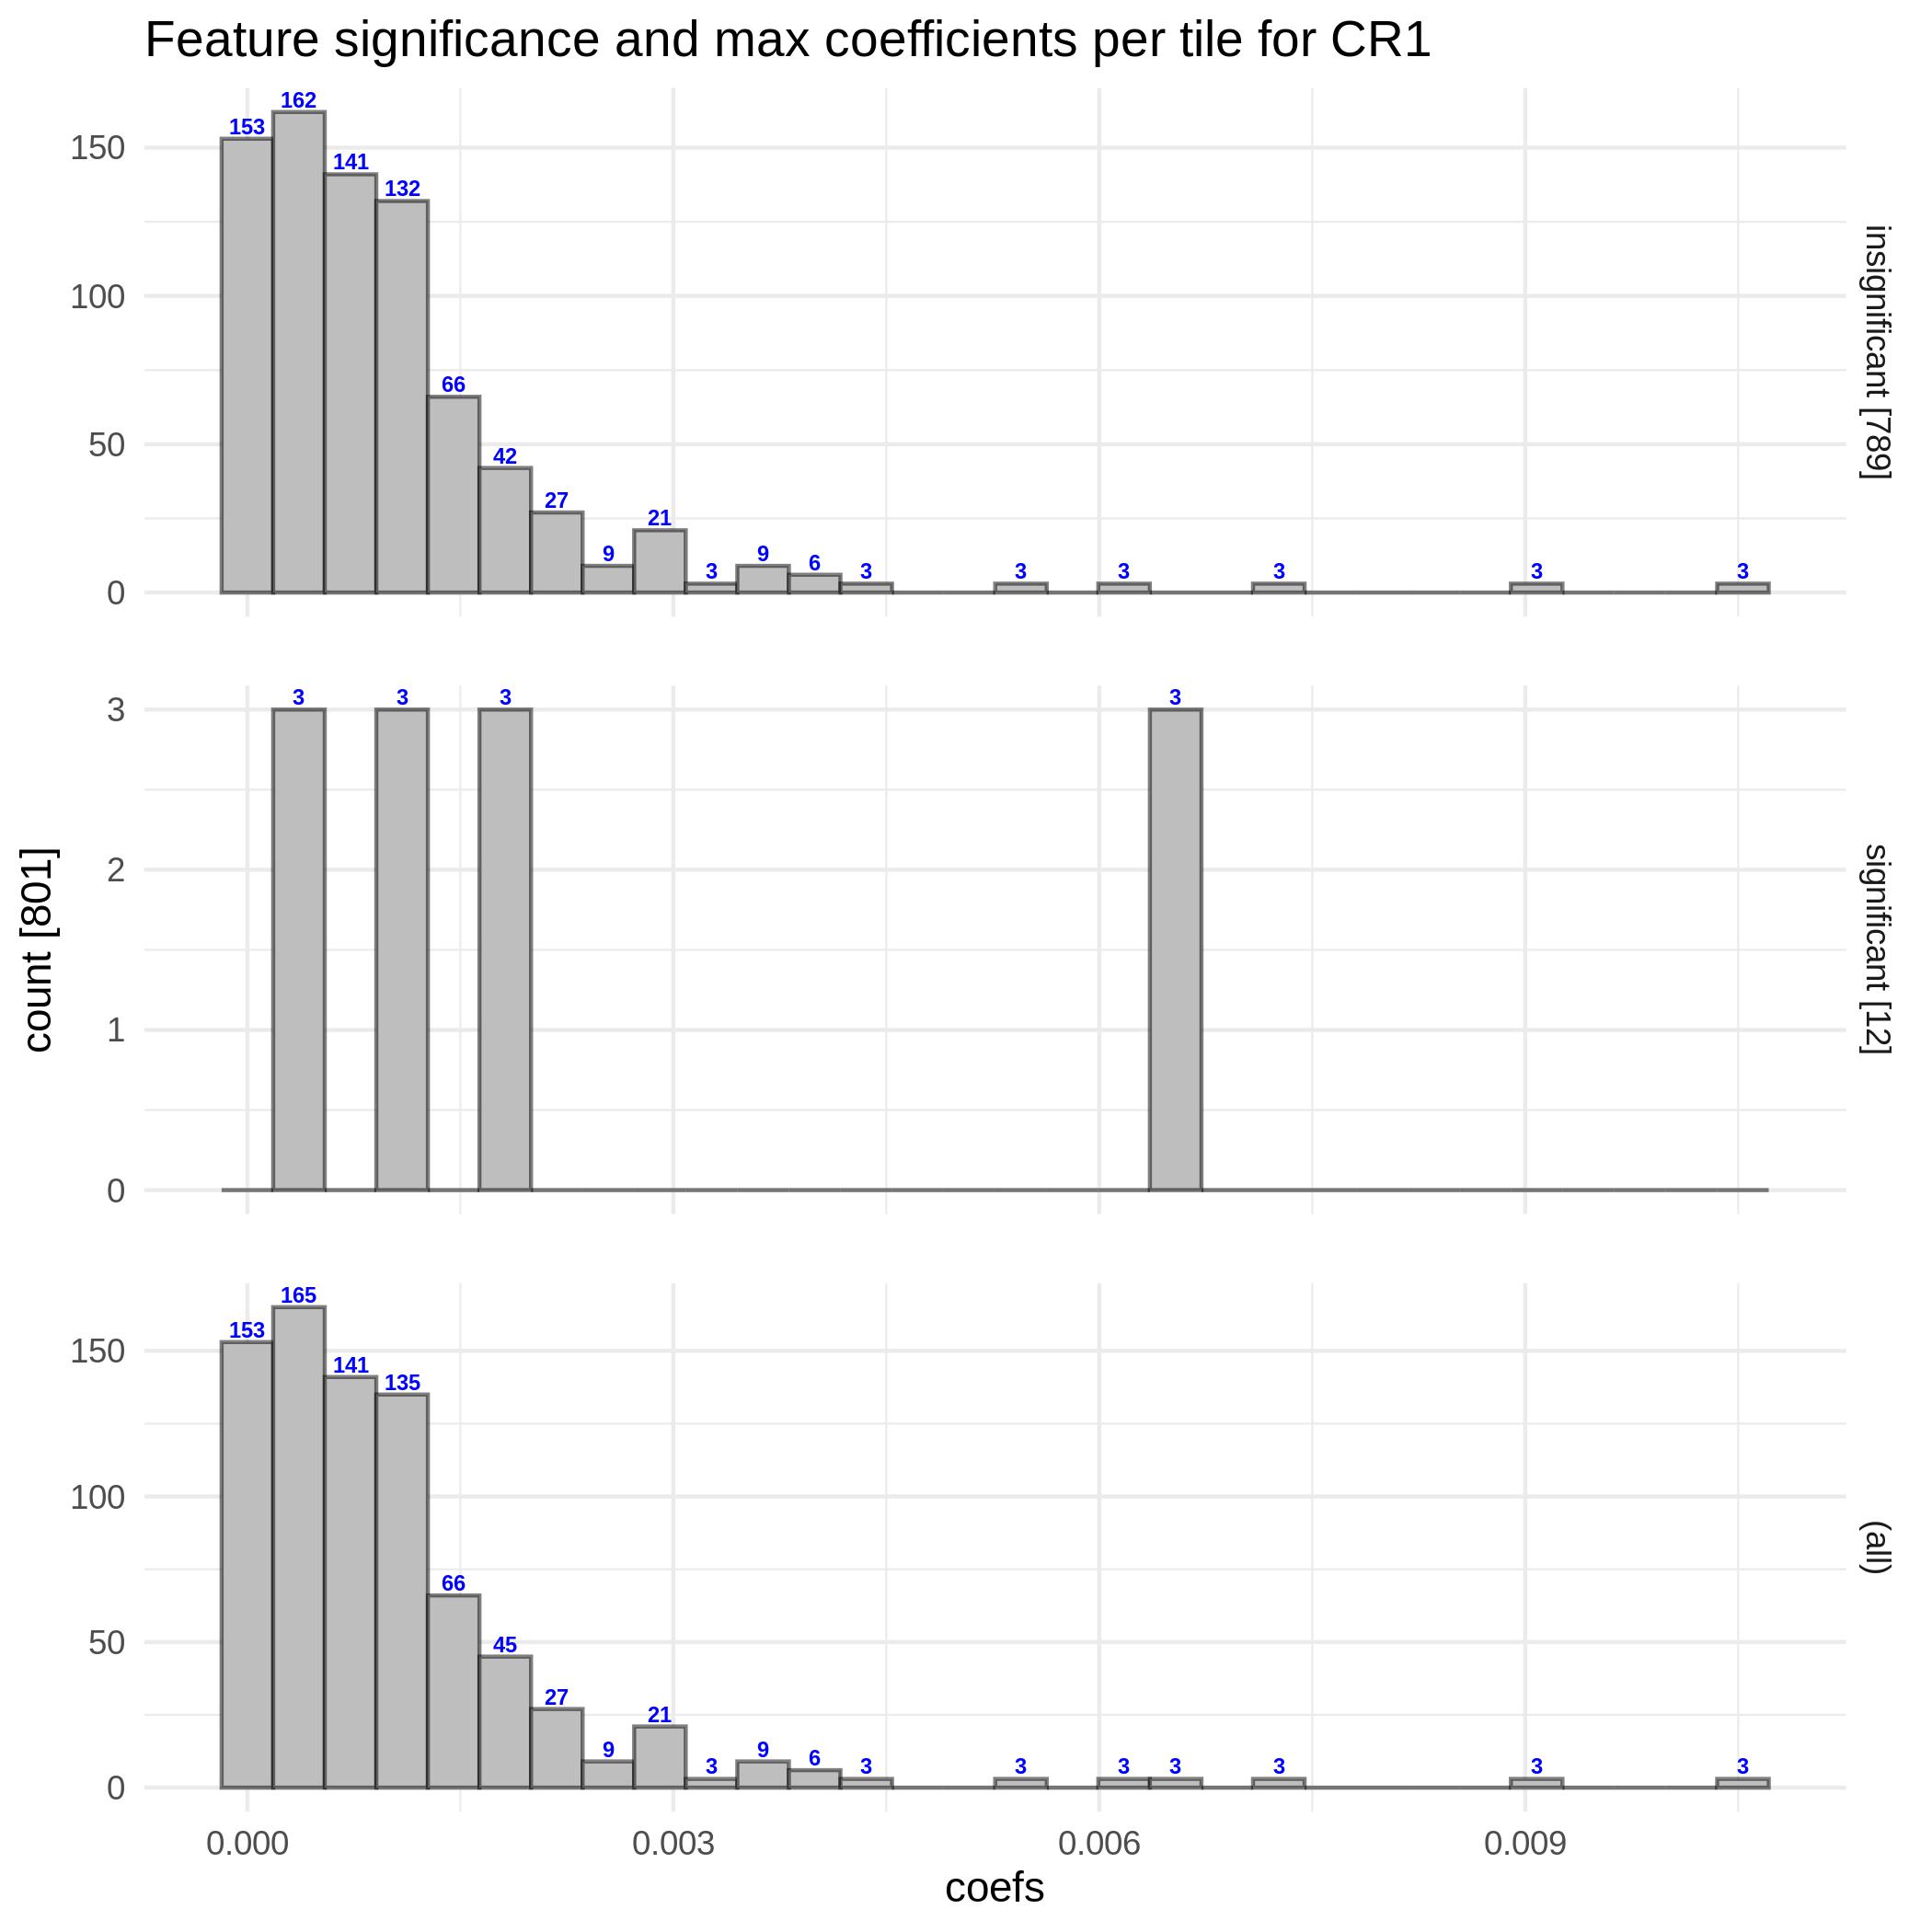 Feature significance and max coefficients per tile for CR1
153 162 141 132 66 42 27 9 21 3 9 6 3 3 3 3 3 3
150
100
50
0
insignificant [789]
3 3 3 3
3
2
1
0
significant [12]
count [801]
153 165 141 135 66 45 27 9 21 3 9 6 3 3 3 3 3 3 3
150
100
50
0
(all)
0.000 0.003 0.006 0.009
coefs